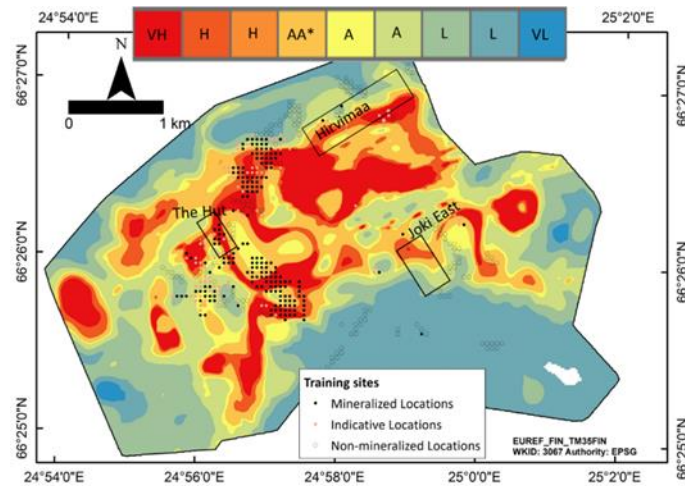 24°54'0"E 25°2'0"E
VH H H AA* A A L L VL
N
0 1 km
66°27'0"N 66°27'0"N
Hirvimaa
The Hut
Joki East
66°26'0"N 66°26'0"N
66°25'0"N 66°25'0"N
Training sites
Mineralized Locations
Indicative Locations
Non-mineralized Locations
EUREF_FIN_TM35FIN
WKID: 3067 Authority: EPSG
24°54'0"E 24°56'0"E 24°58'0"E 25°0'0"E 25°2'0"E